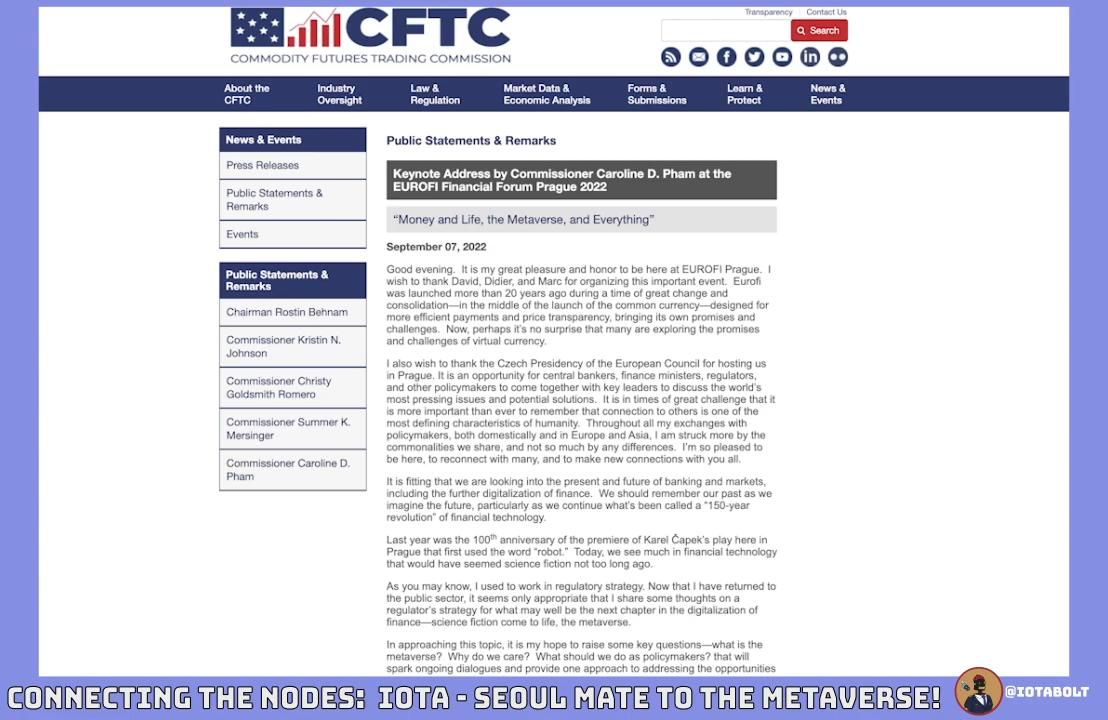 CFTC
COMMODITY FUTURES TRADING COMMISSION
Transparency Contact Us
Search
About the CFTC
Industry Oversight
Law & Regulation
Market Data & Economic Analysis
Forms & Submissions
Learn & Protect
News & Events
News & Events
Press Releases
Public Statements &
Remarks
Events
Public Statements &
Remarks
Chairman Rostin Behnam
Commissioner Kristin N.
Johnson
Commissioner Christy
Goldsmith Romero
Commissioner Summer K.
Mersinger
Commissioner Caroline D.
Pham
Public Statements & Remarks
Keynote Address by Commissioner Caroline D. Pham at the
EUROFI Financial Forum Prague 2022
“Money and Life, the Metaverse, and Everything”
September 07, 2022
Good evening. It is my great pleasure and honor to be here at EUROFI Prague. I
wish to thank David, Didier, and Marc for organizing this important event. Eurofi
was launched more than 20 years ago during a time of great change and
consolidation—in the middle of the launch of the common currency—designed for
more efficient payments and price transparency, bringing its own promises and
challenges. Now, perhaps it’s no surprise that many are exploring the promises
and challenges of virtual currency.
I also wish to thank the Czech Presidency of the European Council for hosting us
in Prague. It is an opportunity for central bankers, finance ministers, regulators,
and other policymakers to come together with key leaders to discuss the world’s
most pressing issues and potential solutions. It is in times of great challenge that it
is more important than ever to remember that connection to others is one of the
most defining characteristics of humanity. Throughout all my exchanges with
policymakers, both domestically and in Europe and Asia, I am struck more by the
commonalities we share, and not so much by any differences. I’m so pleased to
be here, to reconnect with many, and to make new connections with you all.
It is fitting that we are looking into the present and future of banking and markets,
including the further digitalization of finance. We should remember our past as we
imagine the future, particularly as we continue what’s been called a “150-year
revolution” of financial technology.
Last year was the 100th anniversary of the premiere of Karel Čapek’s play here in
Prague that first used the word “robot.” Today, we see much in financial technology
that would have seemed science fiction not too long ago.
As you may know, I used to work in regulatory strategy. Now that I have returned to
the public sector, it seems only appropriate that I share some thoughts on a
regulator’s strategy for what may well be the next chapter in the digitalization of
finance—science fiction come to life, the metaverse.
In approaching this topic, it is my hope to raise some key questions—what is the
metaverse? Why do we care? What should we do as policymakers? that will
spark ongoing dialogues and provide one approach to addressing the opportunities
CONNECTING THE NODES: IOTA - SEOUL MATE TO THE METAVERSE!
@IOTABOLT